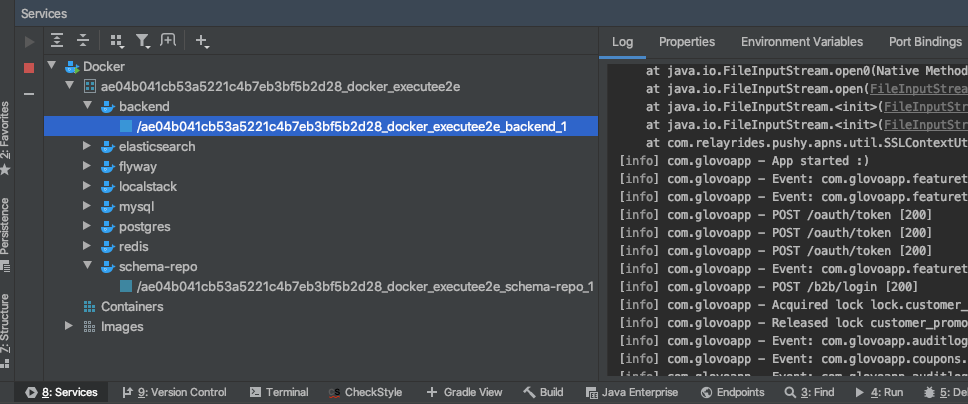 Services
Docker
ae04b041cb53a5221c4b7eb3bf5b2d28_docker_executee2e
backend
/ae04b041cb53a5221c4b7eb3bf5b2d28_docker_executee2e_backend_1
elasticsearch
flyway
localstack
mysql
postgres
redis
schema-repo
/ae04b041cb53a5221c4b7eb3bf5b2d28_docker_executee2e_schema-repo_1
Containers
Images
Log Properties Environment Variables Port Bindings
at java.io.FileInputStream.open0(Native Method
at java.io.FileInputStream.open(FileInputStrea
at java.io.FileInputStream.<init>(FileInputStr
at java.io.FileInputStream.<init>(FileInputStr
at com.relayrides.pushy.apns.util.SSLContextUt
[info] com.glovoapp - App started :)
[info] com.glovoapp - Event: com.glovoapp.featuret
[info] com.glovoapp - Event: com.glovoapp.featuret
[info] com.glovoapp - POST /oauth/token [200]
[info] com.glovoapp - POST /oauth/token [200]
[info] com.glovoapp - POST /oauth/token [200]
[info] com.glovoapp - Event: com.glovoapp.featuret
[info] com.glovoapp - POST /b2b/login [200]
[info] com.glovoapp - Acquired lock lock.customer_
[info] com.glovoapp - Released lock customer_promo
[info] com.glovoapp - Event: com.glovoapp.auditlog
[info] com.glovoapp - Event: com.glovoapp.coupons.
2: Favorites
Persistence
7: Structure
8: Services 9: Version Control Terminal CheckStyle Gradle View Build Java Enterprise Endpoints 3: Find 4: Run 5: De